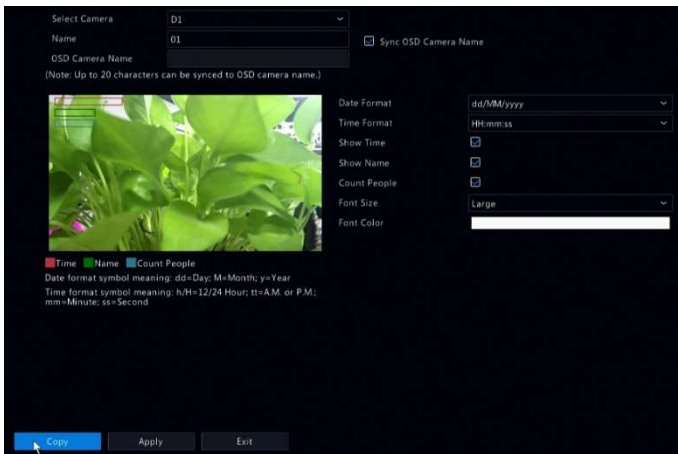 Select Camera D1
Name 01 Sync OSD Camera Name
OSD Camera Name
(Note: Up to 20 characters can be synced to OSD camera name.)
Date Format dd/MM/yyyy
Time Format HH:mm:ss
Show Time
Show Name
Count People
Font Size Large
Font Color
Time Name Count People
Date format symbol meaning: dd=Day; M=Month; y=Year
Time format symbol meaning: h/H=12/24 Hour; tt=A.M. or P.M.;
mm=Minute; ss=Second
Copy Apply Exit